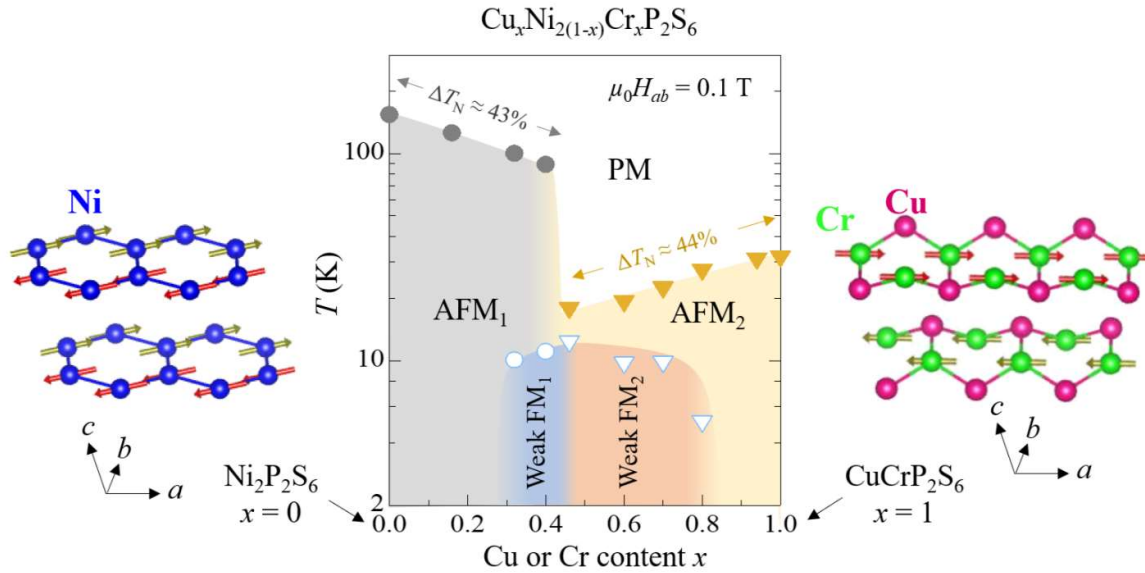 CuxNi2(1-x)CrxP2S6
μ0Hab = 0.1 T
ΔTN ≈ 43%
100
PM
Ni
Cr
Cu
ΔTN ≈ 44%
T (K)
AFM1
AFM2
10
Weak FM1
Weak FM2
c
b
a
c
b
a
Ni2P2S6
x = 0
CuCrP2S6
x = 1
2
0.0
0.2
0.4
0.6
0.8
1.0
Cu or Cr content x